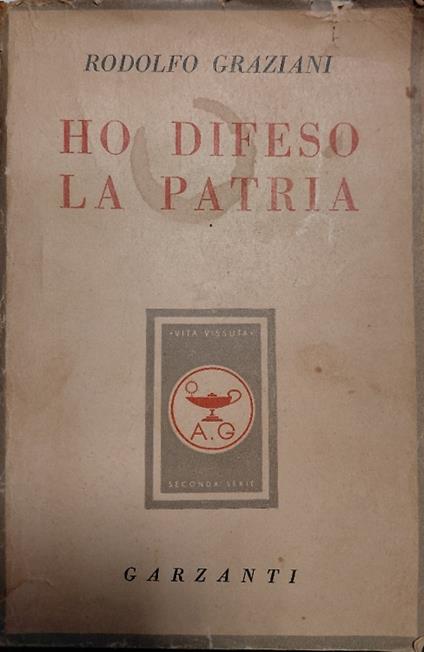 RODOLFO GRAZIANI
HO DIFESO
LA PATRIA
•VITA VISSUTA•
A.G
SECONDA SERIE
GARZANTI